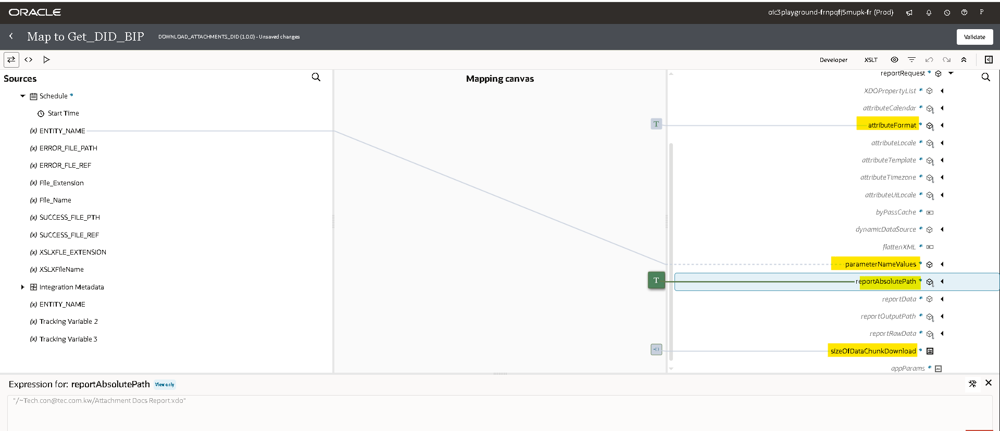 ORACLE
oic3playground-frnpqfj5mupk-fr (Prod)
P
Map to Get_DID_BIP
DOWNLOAD_ATTACHMENTS_DID (1.0.0) - Unsaved changes
Validate
Developer
XSLT
Sources
Mapping canvas
reportRequest *
Schedule *
XDOPropertyList *
Start Time
attributeCalendar *
T
attributeFormat *
(x) ENTITY_NAME
(x) ERROR_FILE_PATH
attributeLocale *
(x) ERROR_FLE_REF
attributeTemplate *
(x) File_Extension
attributeTimezone *
(x) File_Name
attributeUILocale *
(x) SUCCESS_FILE_PTH
byPassCache *
(x) SUCCESS_FILE_REF
dynamicDataSource *
(x) XSLXFLE_EXTENSION
flattenXML *
(x) XSLXFileName
parameterNameValues *
T
reportAbsolutePath *
Integration Metadata
(x) ENTITY_NAME
reportData *
(x) Tracking Variable 2
reportOutputPath *
(x) Tracking Variable 3
reportRawData *
sizeOfDataChunkDownload *
appParams *
Expression for: reportAbsolutePath View only
"/~Tech.con@tec.com.kw/Attachment Docs Report.xdo"